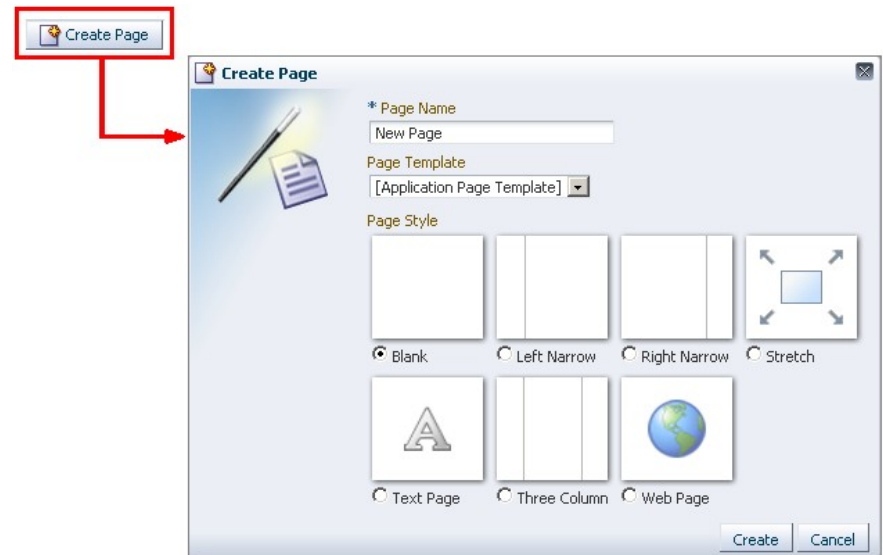 Create Page
Create Page
* Page Name
New Page
Page Template
[Application Page Template]
Page Style
Blank
Left Narrow
Right Narrow
Stretch
A
Text Page
Three Column
Web Page
Create
Cancel